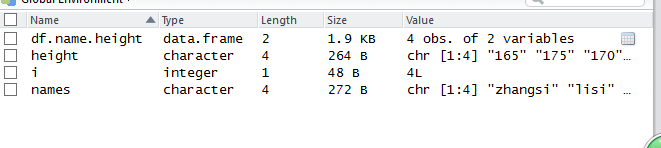 Global Environment
Name Type Length Size Value
df.name.height data.frame 2 1.9 KB 4 obs. of 2 variables
height character 4 264 B chr [1:4] "165" "175" "170"…
i integer 1 48 B 4L
names character 4 272 B chr [1:4] "zhangsi" "lisi" …